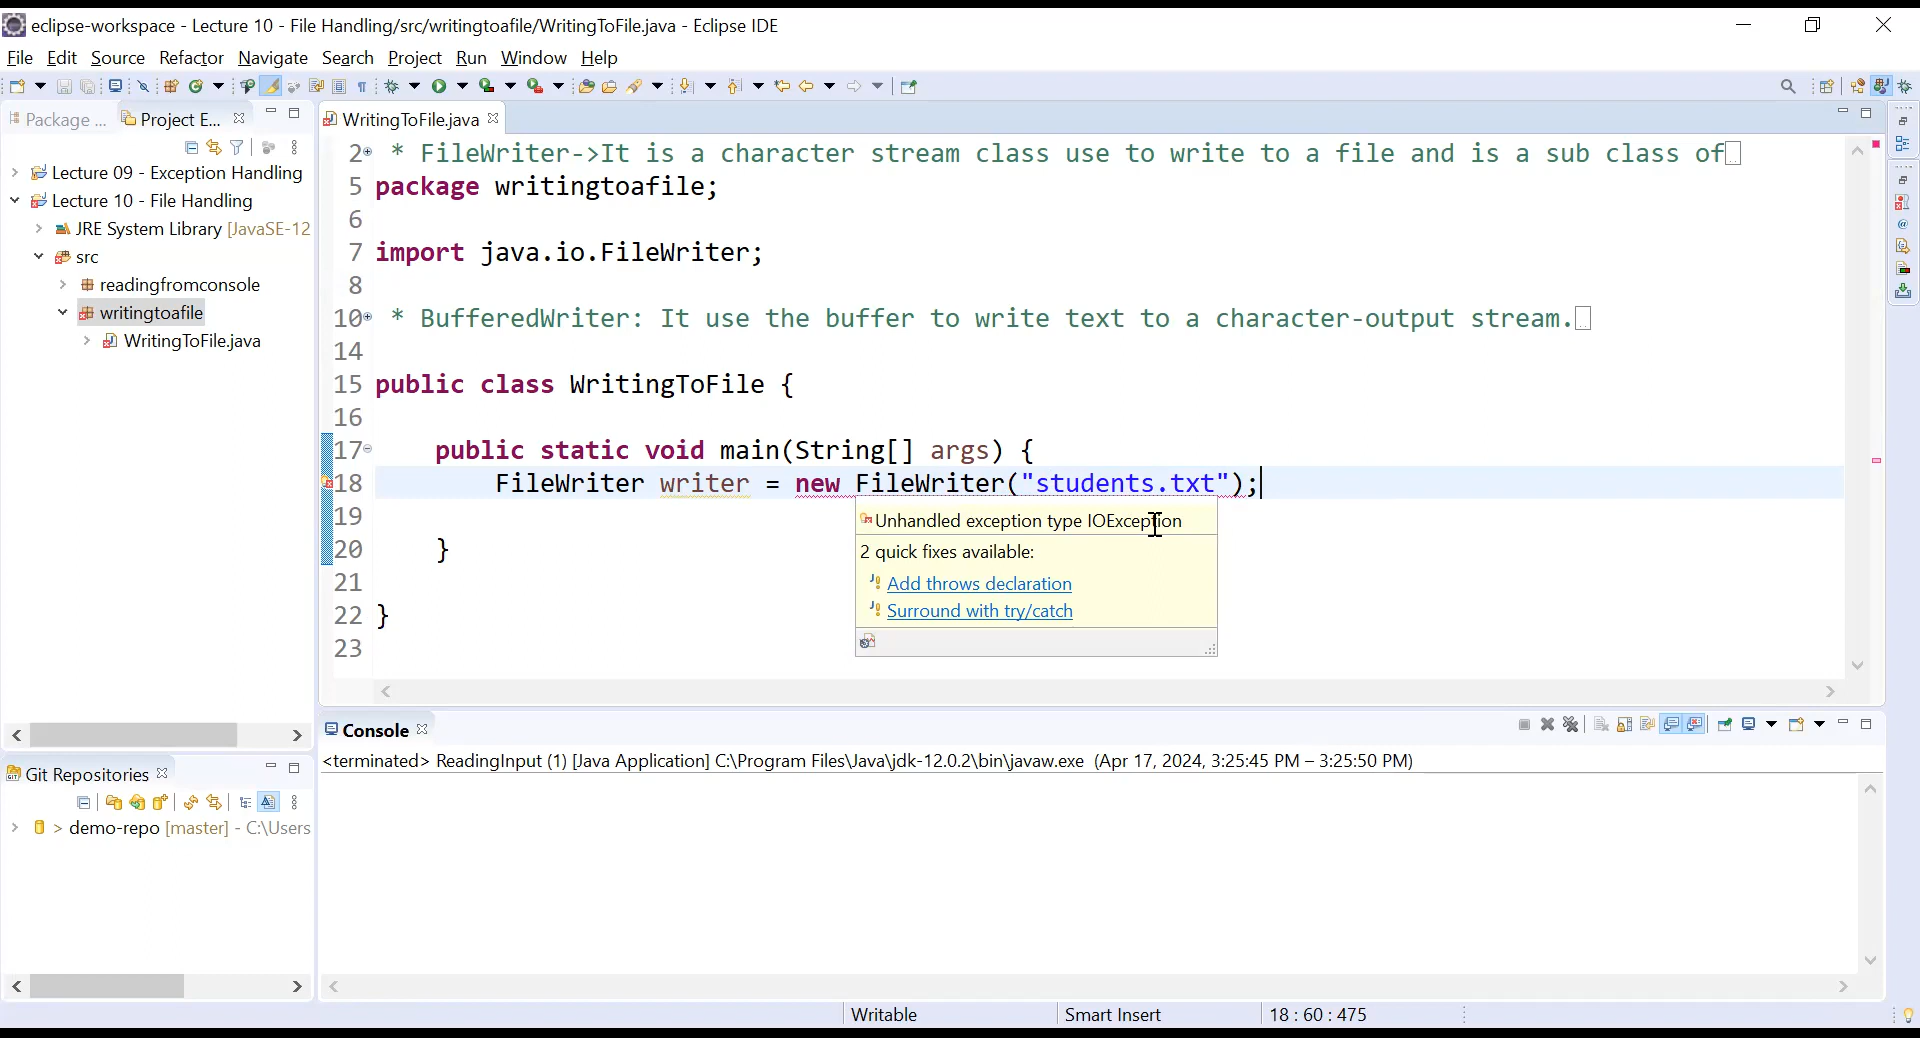 eclipse-workspace - Lecture 10 - File Handling/src/writingtoafile/WritingToFile.java - Eclipse IDE
File Edit Source Refactor Navigate Search Project Run Window Help
Package ...
Project E...
Lecture 09 - Exception Handling
Lecture 10 - File Handling
JRE System Library [JavaSE-12
src
readingfromconsole
writingtoafile
WritingToFile.java
WritingToFile.java
2 * FileWriter->It is a character stream class use to write to a file and is a sub class of
5 package writingtoafile;
6
7 import java.io.FileWriter;
8
10 * BufferedWriter: It use the buffer to write text to a character-output stream.
14
15 public class WritingToFile {
16
17 public static void main(String[] args) {
18 FileWriter writer = new FileWriter("students.txt");
19
20 }
21
22 }
23
Unhandled exception type IOException
2 quick fixes available:
Add throws declaration
Surround with try/catch
Console
<terminated> ReadingInput (1) [Java Application] C:\Program Files\Java\jdk-12.0.2\bin\javaw.exe (Apr 17, 2024, 3:25:45 PM – 3:25:50 PM)
Git Repositories
> demo-repo [master] - C:\Users
Writable
Smart Insert
18 : 60 : 475